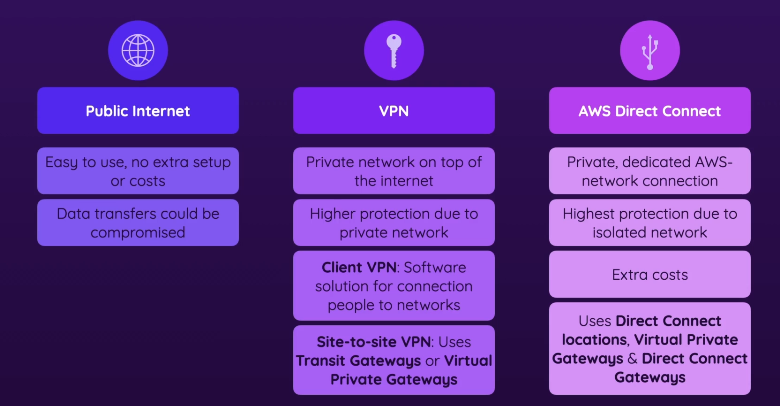 Public Internet
Easy to use, no extra setup
or costs
Data transfers could be
compromised
VPN
Private network on top of
the internet
Higher protection due to
private network
Client VPN: Software
solution for connection
people to networks
Site-to-site VPN: Uses
Transit Gateways or Virtual
Private Gateways
AWS Direct Connect
Private, dedicated AWS-
network connection
Highest protection due to
isolated network
Extra costs
Uses Direct Connect
locations, Virtual Private
Gateways & Direct Connect
Gateways